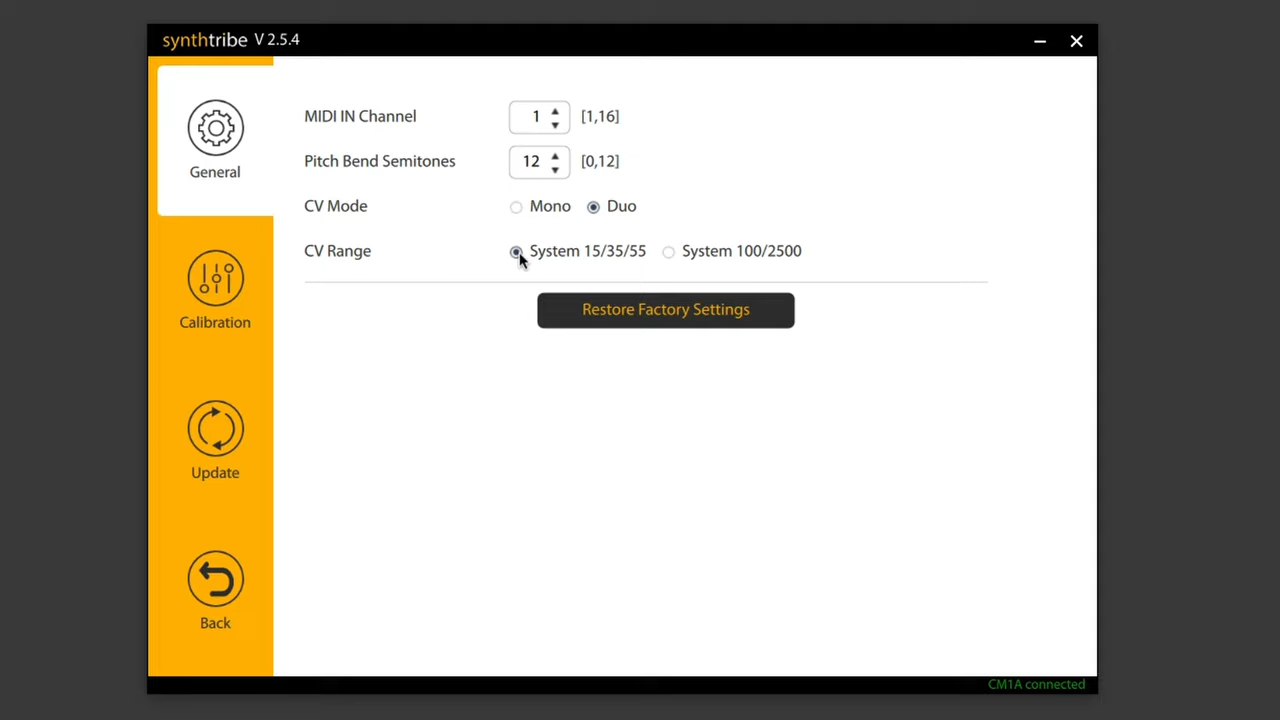 synthtribe V 2.5.4
General
Calibration
Update
Back
MIDI IN Channel 1 [1,16]
Pitch Bend Semitones 12 [0,12]
CV Mode Mono Duo
CV Range System 15/35/55 System 100/2500
Restore Factory Settings
CM1A connected